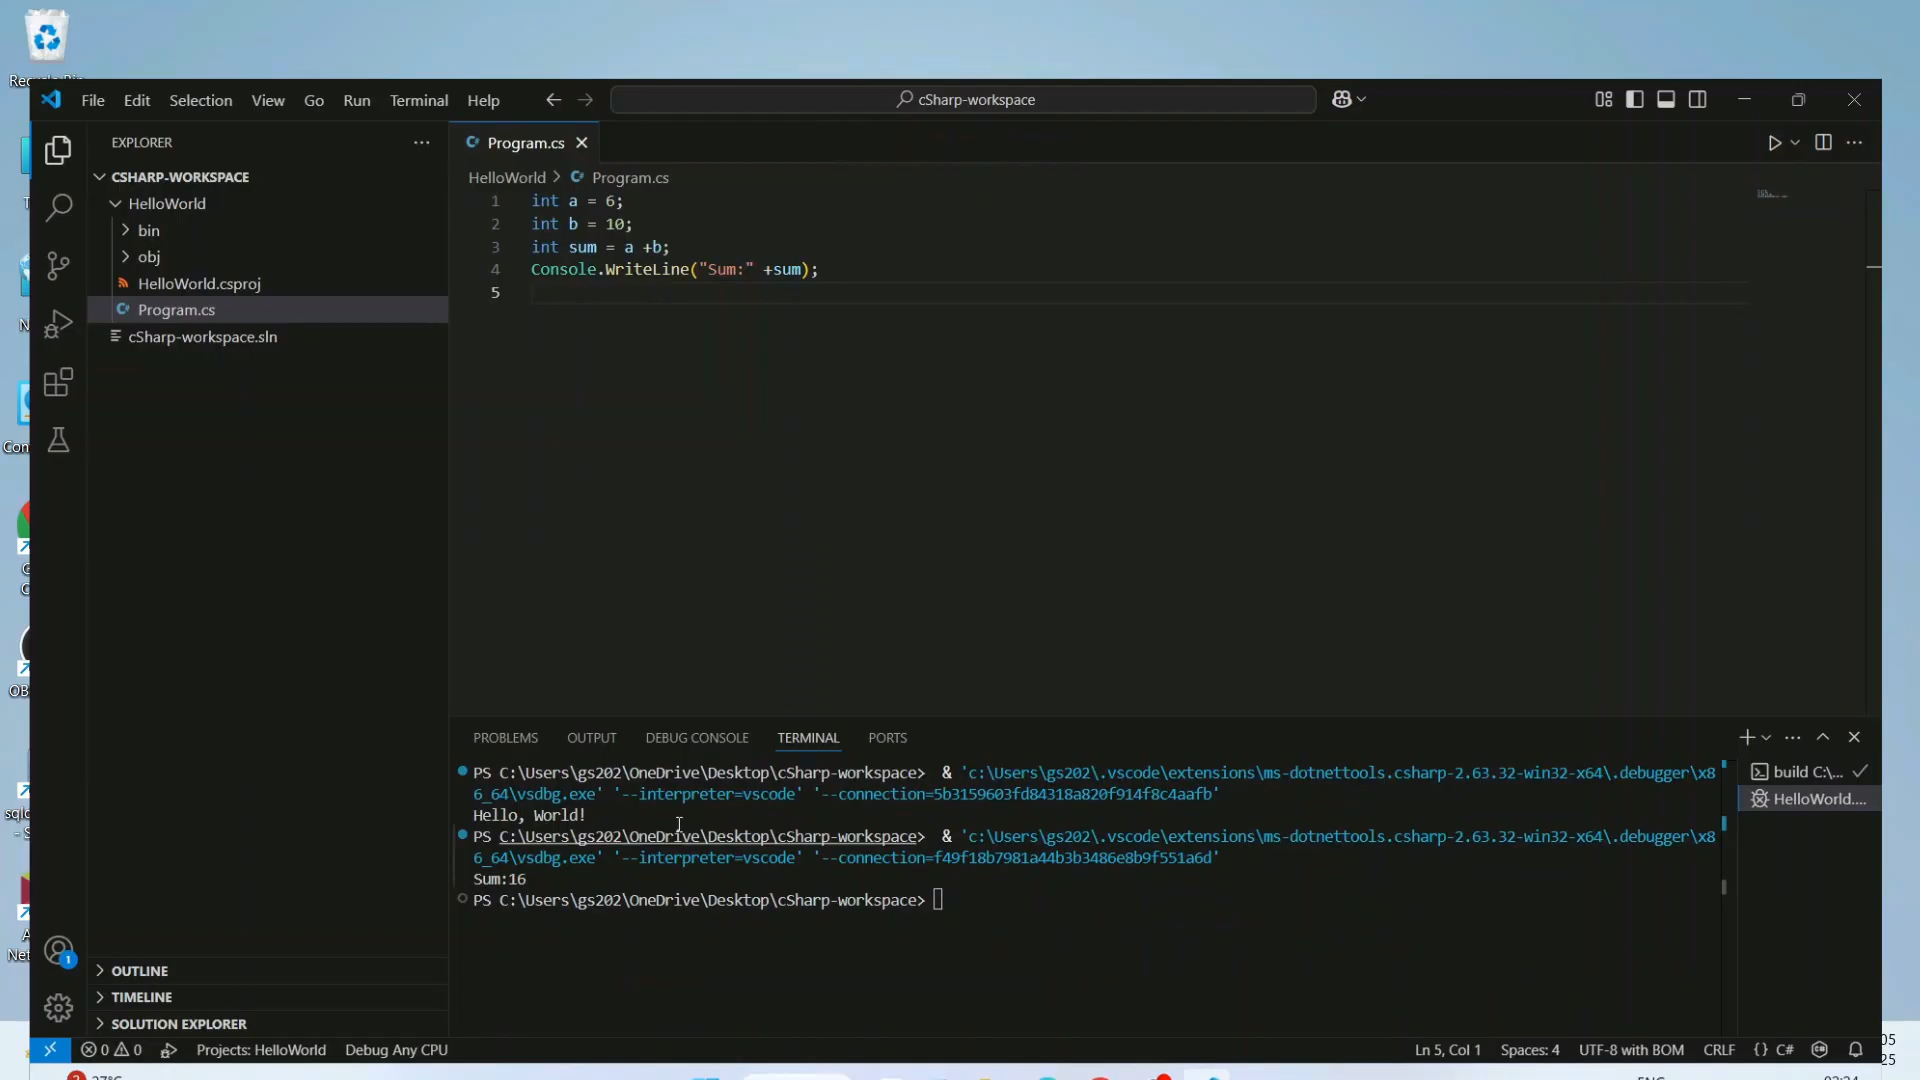 File Edit Selection View Go Run Terminal Help cSharp-workspace
EXPLORER
CSHARP-WORKSPACE
HelloWorld
bin
obj
HelloWorld.csproj
Program.cs
cSharp-workspace.sln
OUTLINE
TIMELINE
SOLUTION EXPLORER
Program.cs
HelloWorld > Program.cs
1 int a = 6;
2 int b = 10;
3 int sum = a +b;
4 Console.WriteLine("Sum:" +sum);
5
PROBLEMS OUTPUT DEBUG CONSOLE TERMINAL PORTS
PS C:\Users\gs202\OneDrive\Desktop\cSharp-workspace> & 'c:\Users\gs202\.vscode\extensions\ms-dotnettools.csharp-2.63.32-win32-x64\.debugger\x8
6_64\vsdbg.exe' '--interpreter=vscode' '--connection=5b3159603fd84318a820f914f8c4aafb'
Hello, World!
PS C:\Users\gs202\OneDrive\Desktop\cSharp-workspace> & 'c:\Users\gs202\.vscode\extensions\ms-dotnettools.csharp-2.63.32-win32-x64\.debugger\x8
6_64\vsdbg.exe' '--interpreter=vscode' '--connection=f49f18b7981a44b3b3486e8b9f551a6d'
Sum:16
PS C:\Users\gs202\OneDrive\Desktop\cSharp-workspace>
build C:\...
HelloWorld....
1
0 0 Projects: HelloWorld Debug Any CPU Ln 5, Col 1 Spaces: 4 UTF-8 with BOM CRLF {} C#